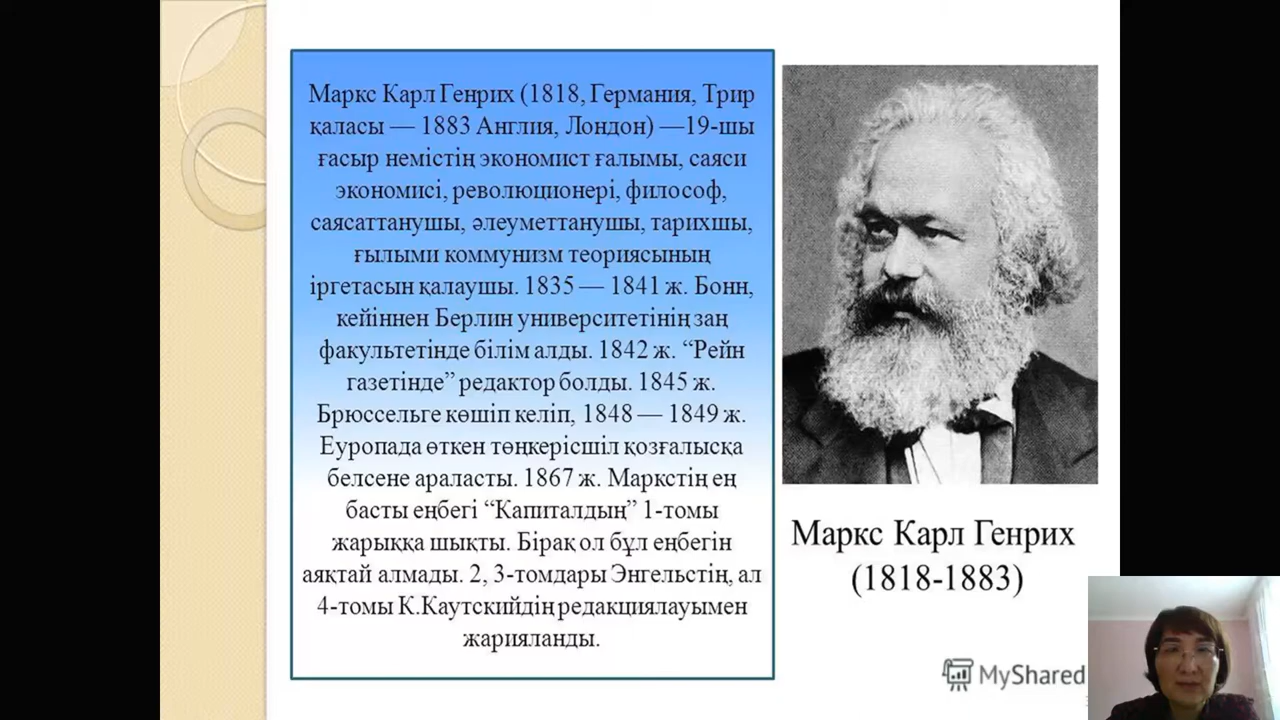 Маркс Карл Генрих (1818, Германия, Трир
қаласы — 1883 Англия, Лондон) —19-шы
ғасыр немістің экономист ғалымы, саяси
экономисі, революционері, философ,
саясаттанушы, әлеуметтанушы, тарихшы,
ғылыми коммунизм теориясының
іргетасын қалаушы. 1835 — 1841 ж. Бонн,
кейіннен Берлин университетінің заң
факультетінде білім алды. 1842 ж. “Рейн
газетінде” редактор болды. 1845 ж.
Брюссельге көшіп келіп, 1848 — 1849 ж.
Еуропада өткен төңкерісшіл қозғалысқа
белсене араласты. 1867 ж. Маркстің ең
басты еңбегі “Капиталдың” 1-томы
жарыққа шықты. Бірақ ол бұл еңбегін
аяқтай алмады. 2, 3-томдары Энгельстің, ал
4-томы К.Каутскийдің редакциялауымен
жарияланды.
Маркс Карл Генрих
(1818-1883)
MyShared